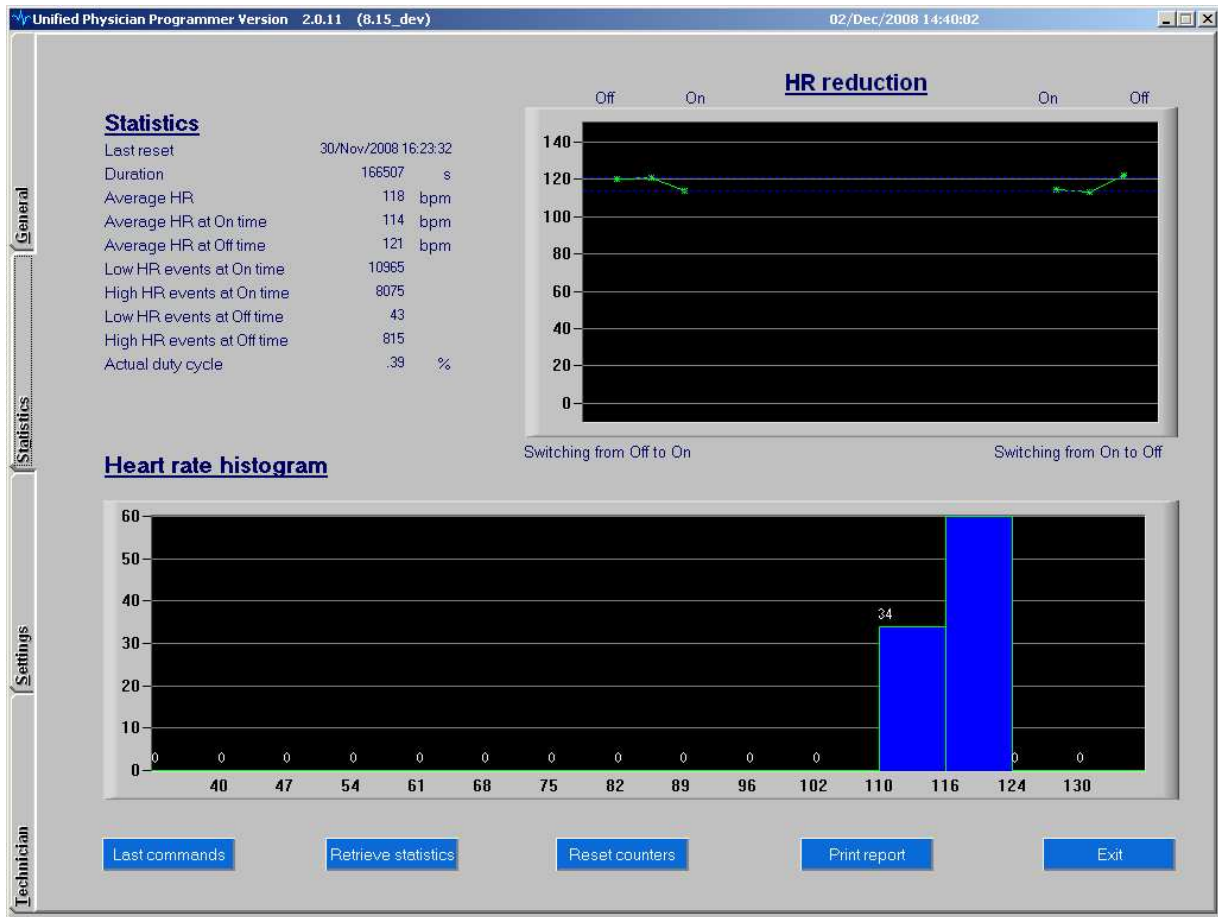 Unified Physician Programmer Version 2.0.11 (8.15_dev) 02/Dec/2008 14:40:02
General
Statistics
Settings
Technician
Statistics
Last reset 30/Nov/2008 16:23:32
Duration 166507 s
Average HR 118 bpm
Average HR at On time 114 bpm
Average HR at Off time 121 bpm
Low HR events at On time 10965
High HR events at On time 8075
Low HR events at Off time 43
High HR events at Off time 815
Actual duty cycle .39 %
HR reduction
Off On On Off
140
120
100
80
60
40
20
0
Switching from Off to On Switching from On to Off
Heart rate histogram
60
50
40
30
20
10
0
34
0 0 0 0 0 0 0 0 0 0 0 0 0
40 47 54 61 68 75 82 89 96 102 110 116 124 130
Last commands Retrieve statistics Reset counters Print report Exit